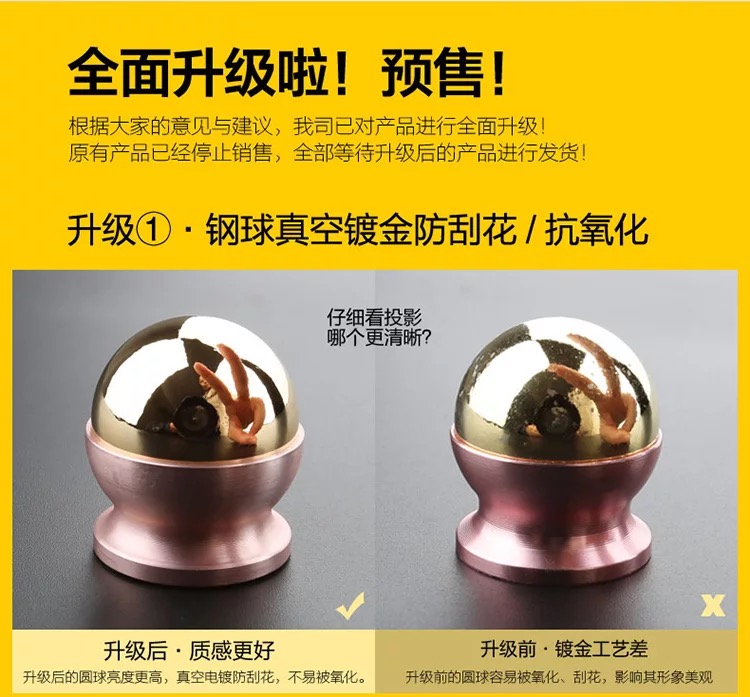 全面升级啦！预售！
根据大家的意见与建议，我司已对产品进行全面升级！
原有产品已经停止销售，全部等待升级后的产品进行发货！
升级①·钢球真空镀金防刮花/抗氧化
仔细看投影
哪个更清晰？
升级后·质感更好
升级后的圆球亮度更高，真空电镀防刮花，不易被氧化。
升级前·镀金工艺差
升级前的圆球容易被氧化、刮花，影响其形象美观